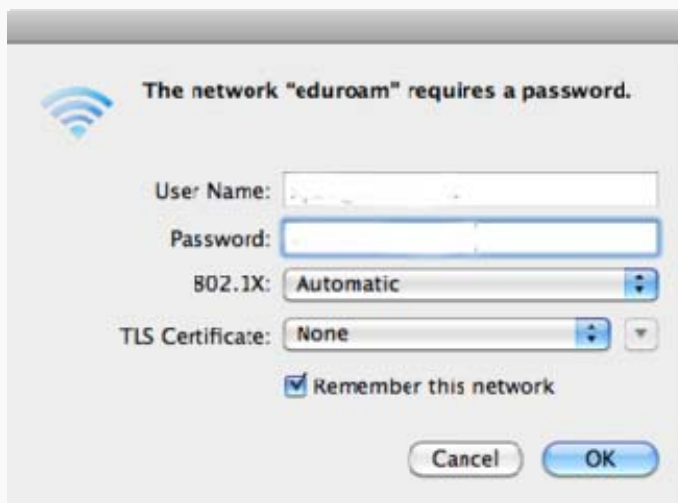 The network "eduroam" requires a password.
User Name:
Password:
802.1X: Automatic
TLS Certificate: None
Remember this network
Cancel OK